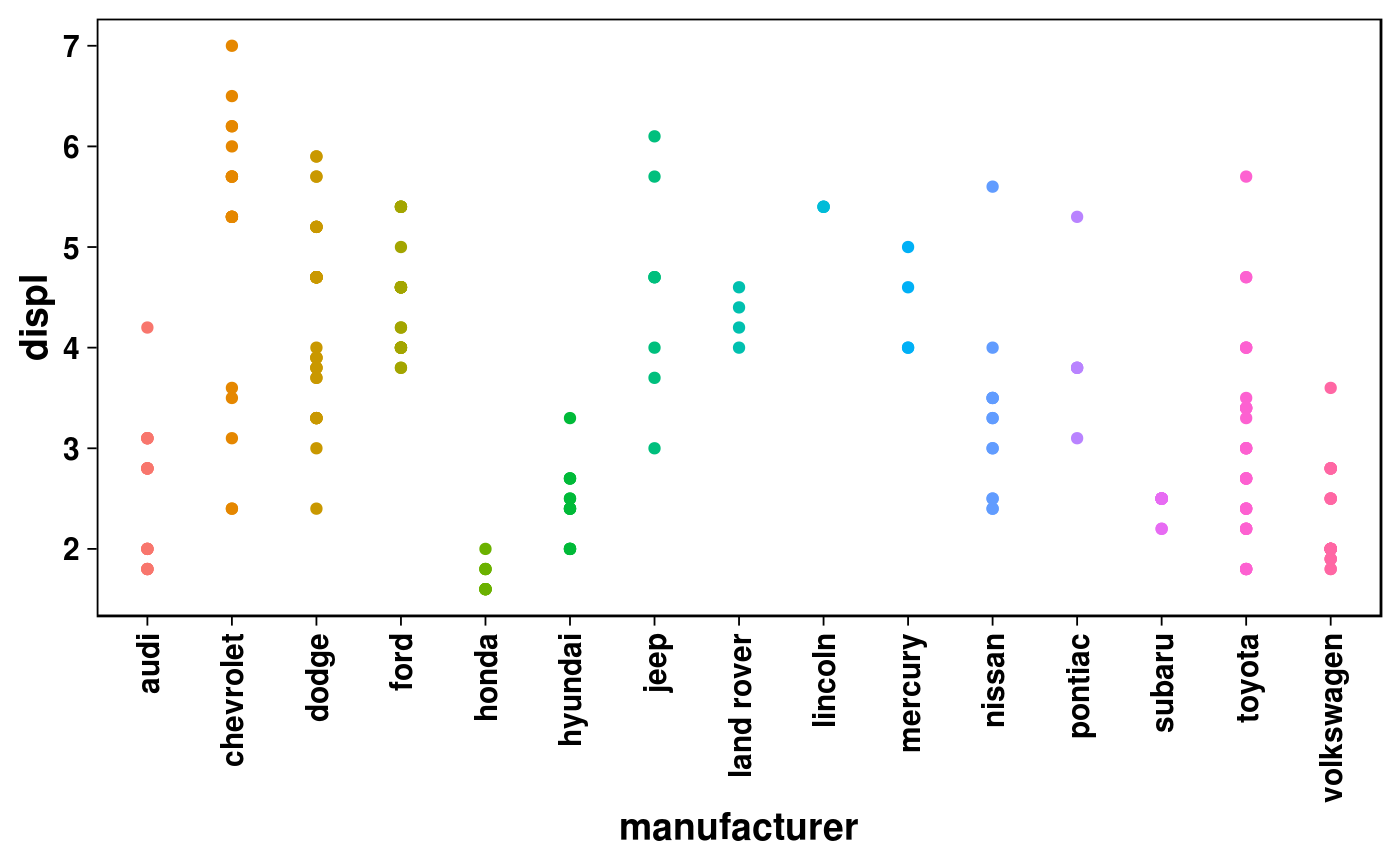 displ
7
6
5
4
3
2
audi
chevrolet
dodge
ford
honda
hyundai
jeep
land rover
lincoln
mercury
nissan
pontiac
subaru
toyota
volkswagen
manufacturer